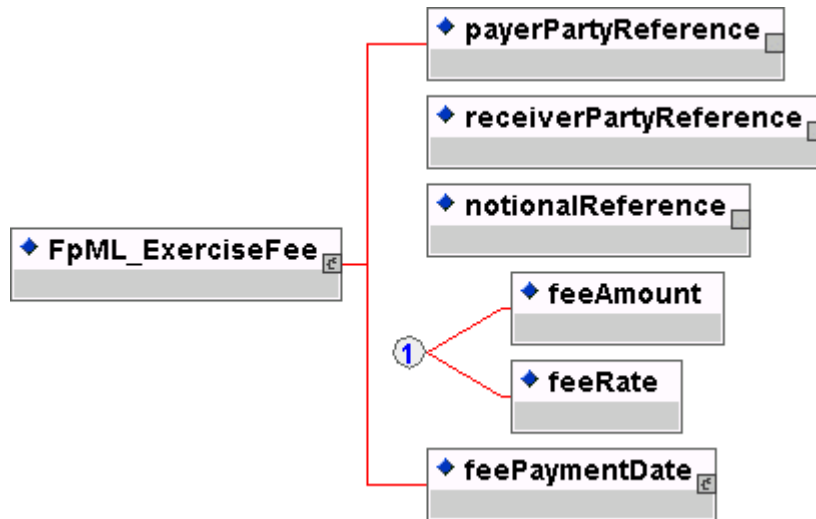 payerPartyReference
receiverPartyReference
notionalReference
FpML_ExerciseFee
feeAmount
1
feeRate
feePaymentDate